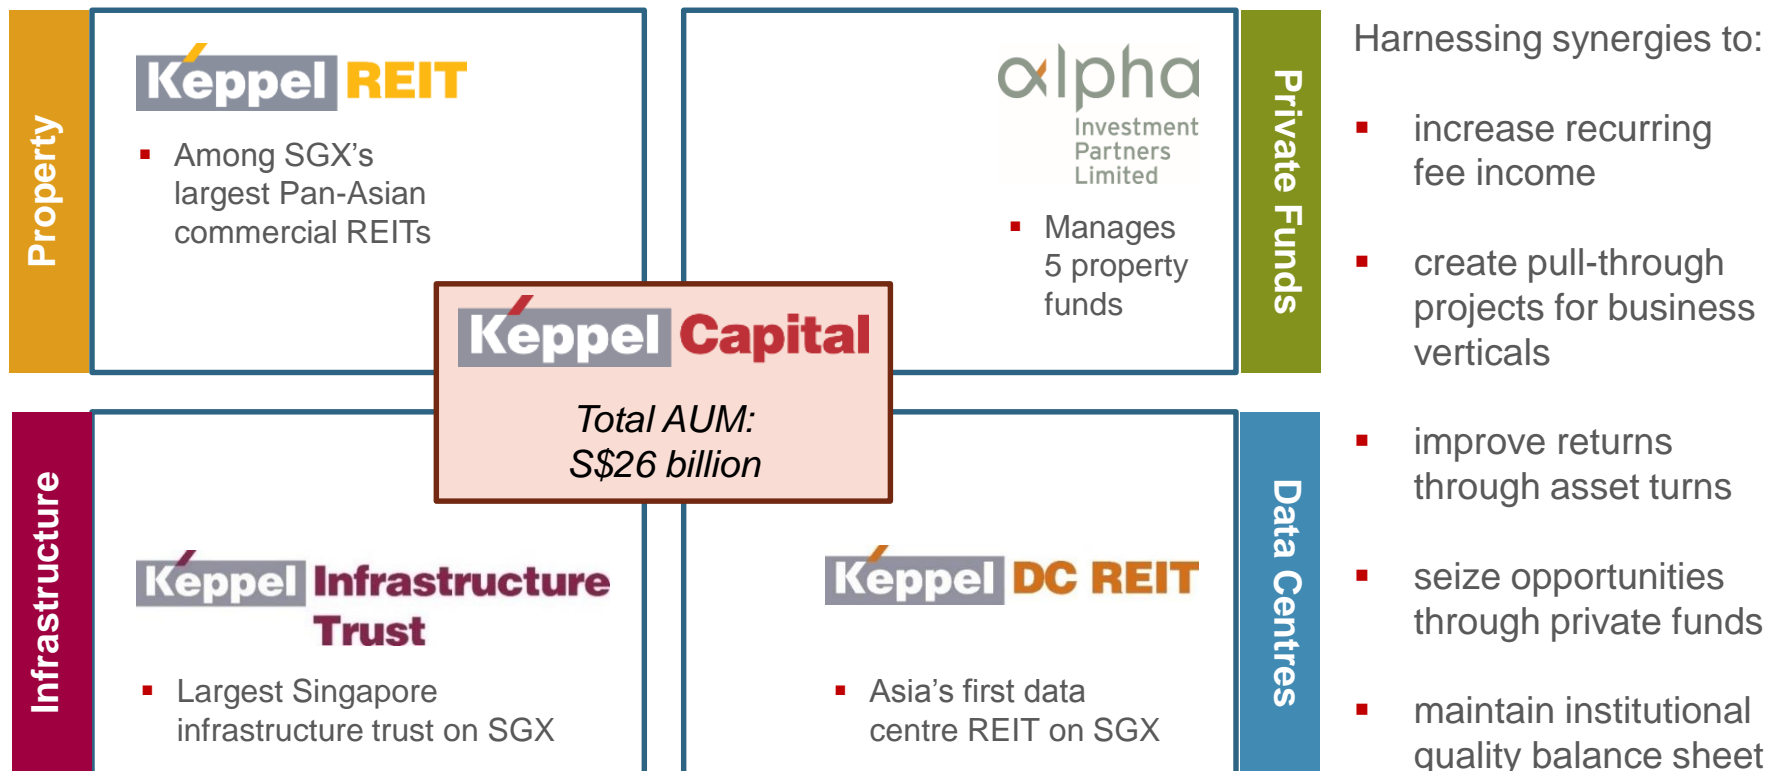 Property
Keppel REIT
▪ Among SGX’s
largest Pan-Asian
commercial REITs
alpha
Investment
Partners
Limited
▪ Manages
5 property
funds
Private Funds
Keppel Capital
Total AUM:
S$26 billion
Infrastructure
Keppel Infrastructure
Trust
▪ Largest Singapore
infrastructure trust on SGX
Keppel DC REIT
▪ Asia’s first data
centre REIT on SGX
Data Centres
Harnessing synergies to:
▪ increase recurring
fee income
▪ create pull-through
projects for business
verticals
▪ improve returns
through asset turns
▪ seize opportunities
through private funds
▪ maintain institutional
quality balance sheet